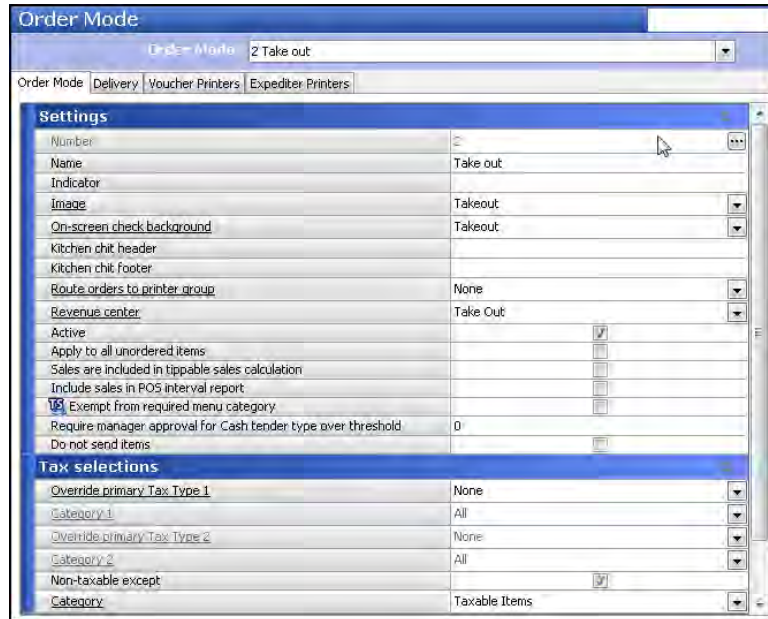 Order Mode
Order Mode 2 Take out
Order Mode Delivery Voucher Printers Expediter Printers
Settings
Number 2
Name Take out
Indicator
Image Takeout
On-screen check background Takeout
Kitchen chit header
Kitchen chit footer
Route orders to printer group None
Revenue center Take Out
Active
Apply to all unordered items
Sales are included in tippable sales calculation
Include sales in POS interval report
TS Exempt from required menu category
Require manager approval for Cash tender type over threshold 0
Do not send items
Tax selections
Override primary Tax Type 1 None
Category 1 All
Override primary Tax Type 2 None
Category 2 All
Non-taxable except
Category Taxable Items